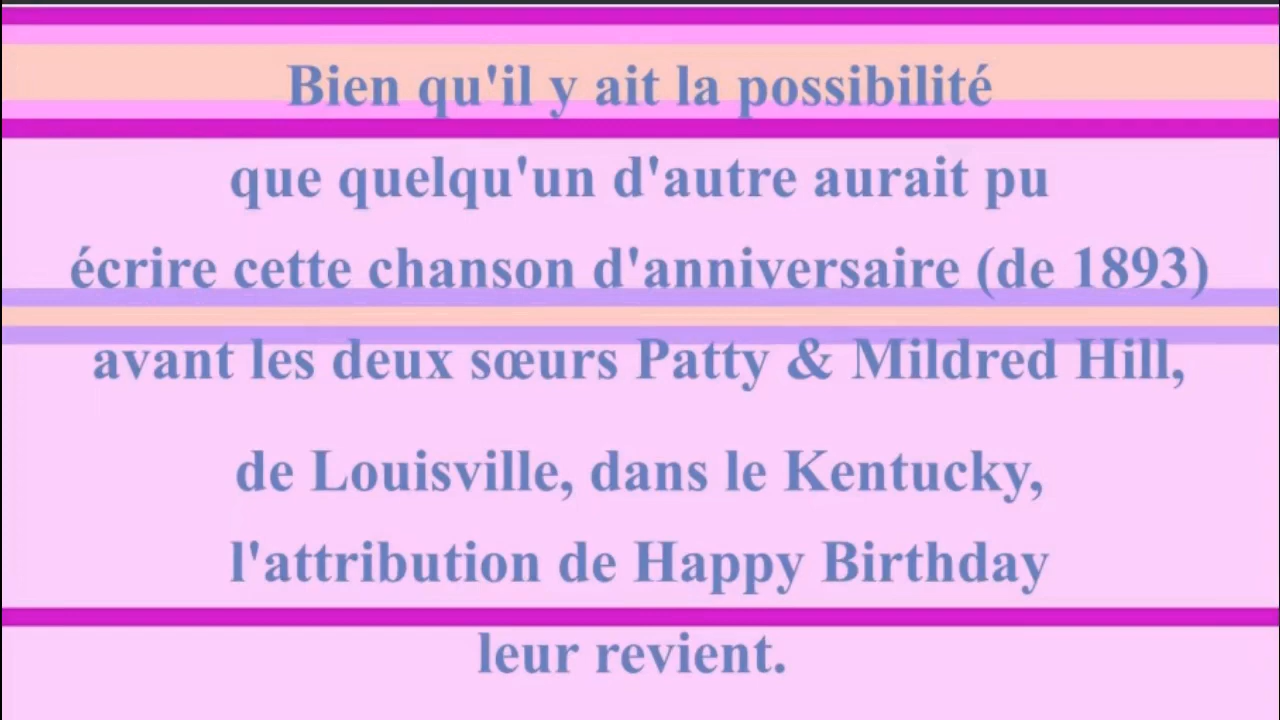 Bien qu'il y ait la possibilité
que quelqu'un d'autre aurait pu
écrire cette chanson d'anniversaire (de 1893)
avant les deux sœurs Patty & Mildred Hill,
de Louisville, dans le Kentucky,
l'attribution de Happy Birthday
leur revient.